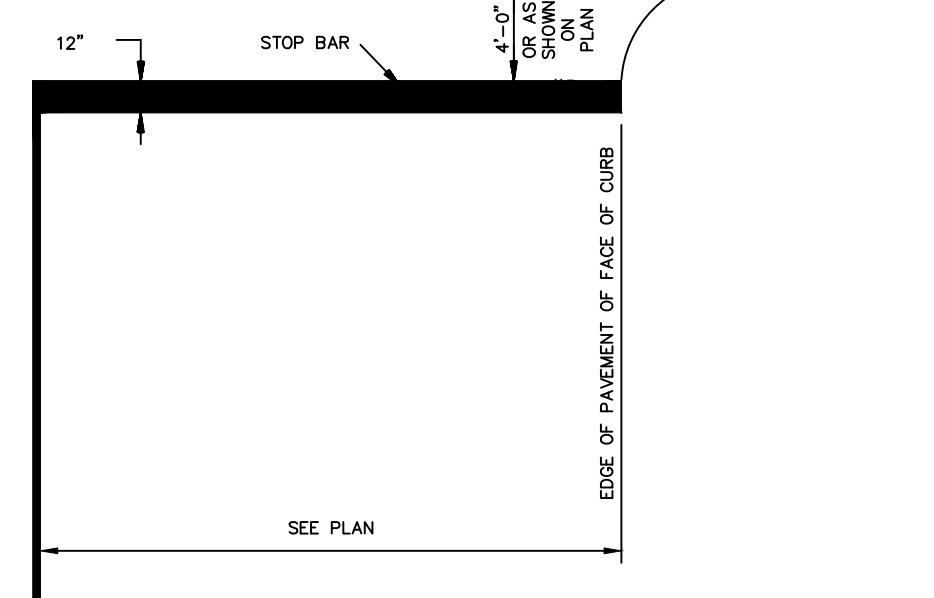 12"
STOP BAR
4'-0"
OR AS
SHOWN
ON
PLAN
EDGE OF PAVEMENT OF FACE OF CURB
SEE PLAN